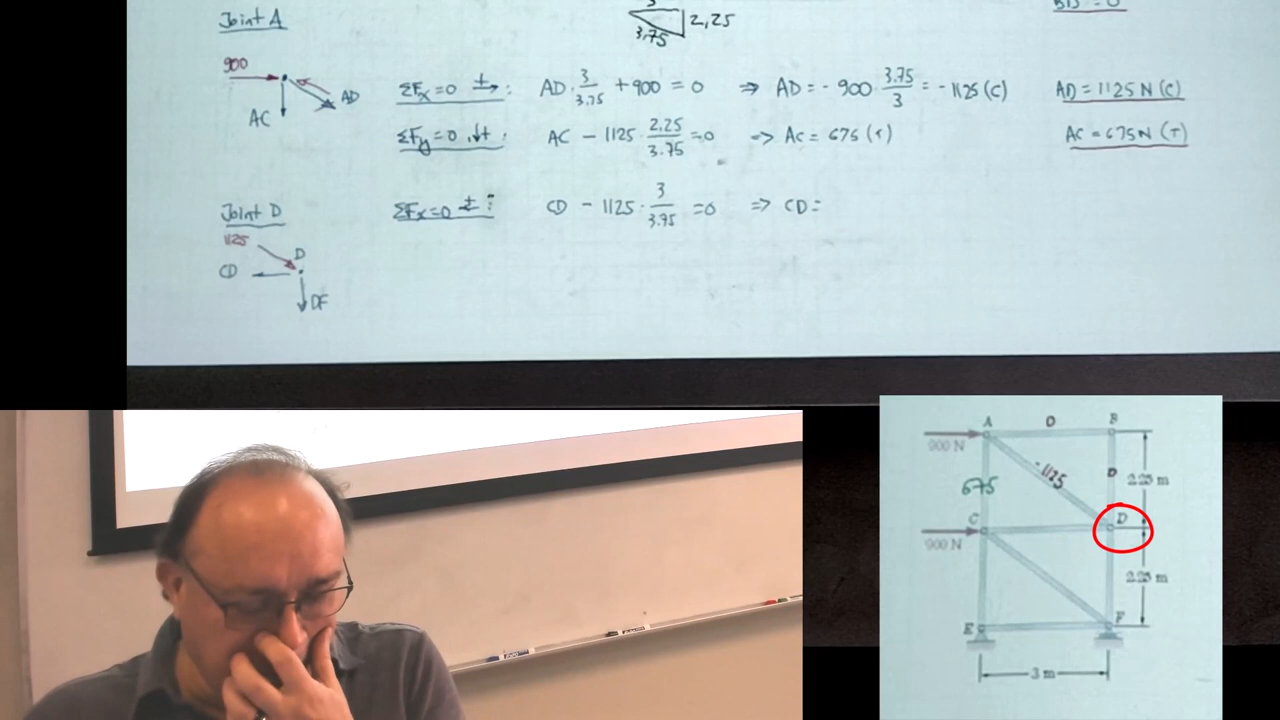 Joint A
3
3.75
2,25
900
AC
AD
ΣFx=0 +→: AD · 3/3.75 + 900 = 0 => AD = - 900 · 3.75/3 = -1125 (C)
AD = 1125 N (C)
ΣFy=0 ↓+: AC - 1125 · 2.25/3.75 = 0 => AC = 675 (T)
AC = 675 N (T)
Joint D
1125
D
CD
DF
ΣFx=0 +←: CD - 1125 · 3/3.75 = 0 => CD =
A
0
B
900 N
-1125
0
2.25 m
675
C
D
900 N
2.25 m
E
F
3 m